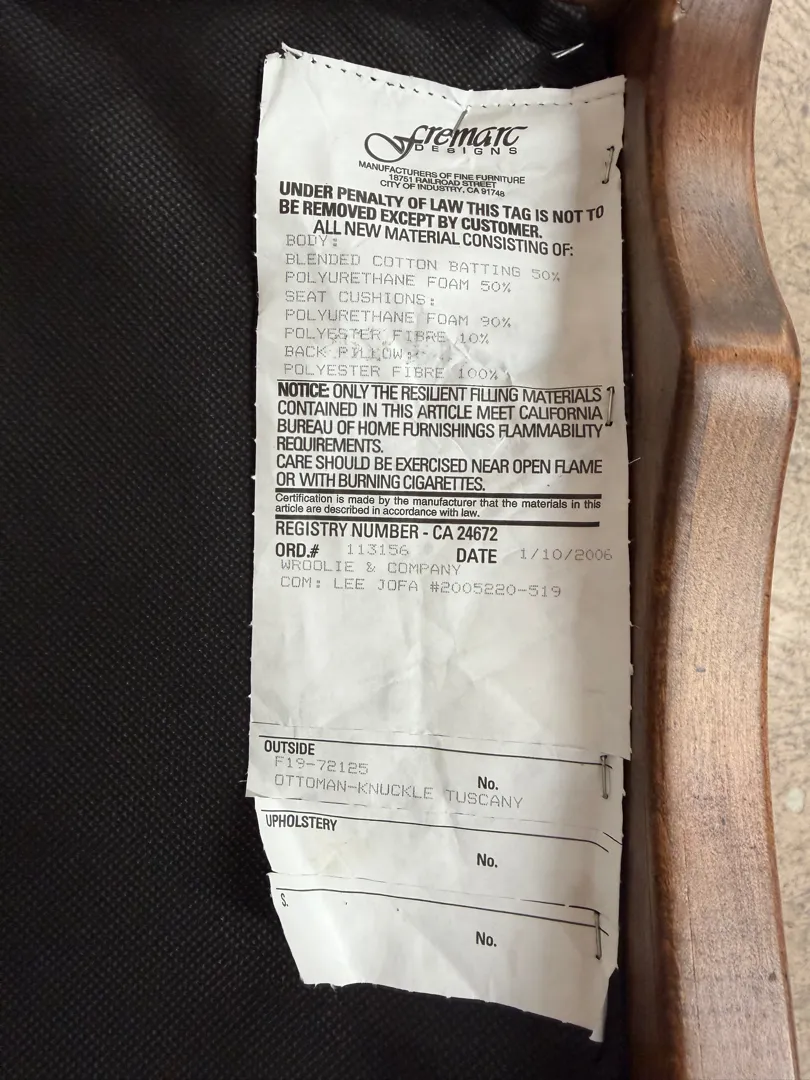 Fremarc
DESIGNS
MANUFACTURERS OF FINE FURNITURE
18751 RAILROAD STREET
CITY OF INDUSTRY, CA 91748
UNDER PENALTY OF LAW THIS TAG IS NOT TO
BE REMOVED EXCEPT BY CUSTOMER.
ALL NEW MATERIAL CONSISTING OF:
BODY:
BLENDED COTTON BATTING 50%
POLYURETHANE FOAM 50%
SEAT CUSHIONS:
POLYURETHANE FOAM 90%
POLYESTER FIBRE 10%
BACK PILLOW:
POLYESTER FIBRE 100%
NOTICE: ONLY THE RESILIENT FILLING MATERIALS
CONTAINED IN THIS ARTICLE MEET CALIFORNIA
BUREAU OF HOME FURNISHINGS FLAMMABILITY
REQUIREMENTS.
CARE SHOULD BE EXERCISED NEAR OPEN FLAME
OR WITH BURNING CIGARETTES.
Certification is made by the manufacturer that the materials in this
article are described in accordance with law.
REGISTRY NUMBER - CA 24672
ORD.# 113156 DATE 1/10/2006
WROOLIE & COMPANY
COM: LEE JOFA #2005220-519
OUTSIDE
F19-72125 No.
OTTOMAN-KNUCKLE TUSCANY
UPHOLSTERY
No.
S.
No.